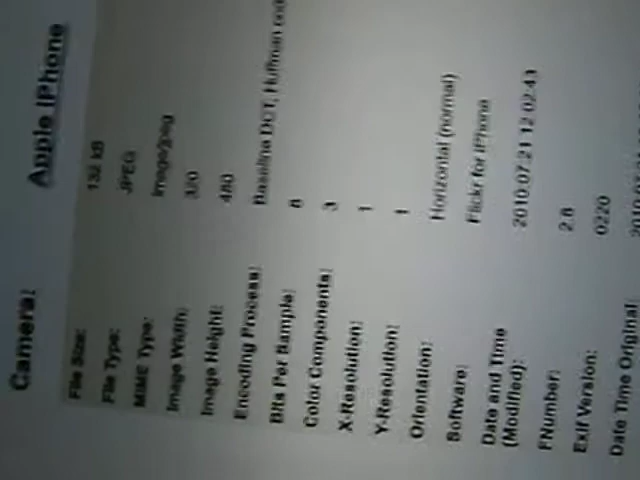 Camera: Apple iPhone
File Size: 132 kB
File Type: JPEG
MIME Type: image/jpeg
Image Width: 320
Image Height: 480
Encoding Process: Baseline DCT, Huffman
Bits Per Sample: 8
Color Components: 3
X-Resolution: 1
Y-Resolution: 1
Orientation: Horizontal (normal)
Software: Flickr for iPhone
Date and Time (Modified): 2010:07:21 12:02:43
FNumber: 2.8
Exif Version: 0220
Date Time Original: